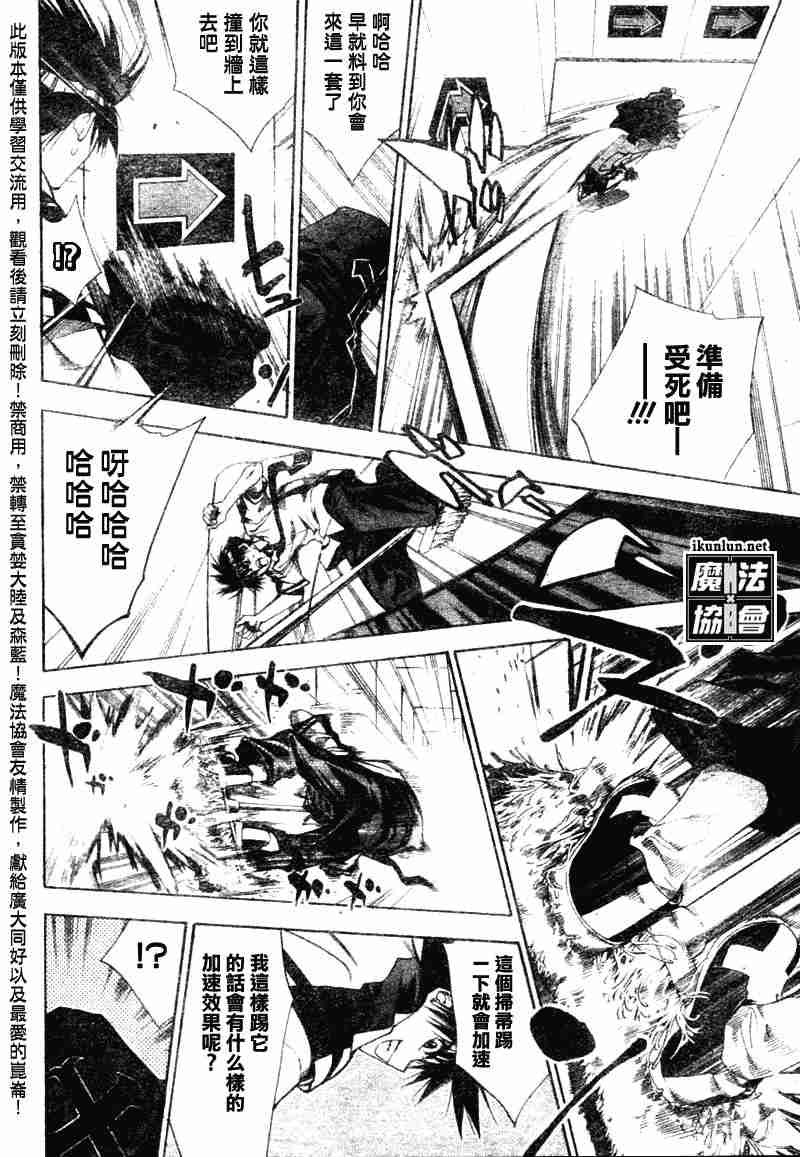 準備
受死吧—
—!!!
啊哈哈
早就料到你會
來這一套了
你就這樣
撞到牆上
去吧
!?
呀哈哈哈
哈哈哈
ikunlun.net
魔法
協會
這個掃帚踢
一下就會加速
我這樣踢它
的話會有什么樣的
加速效果呢?
!?
此版本僅供學習交流用，觀看後請立刻刪除！禁商用，禁轉至貪婪大陸及森藍！魔法協會友情製作，獻給廣大同好以及最愛的崑崙！